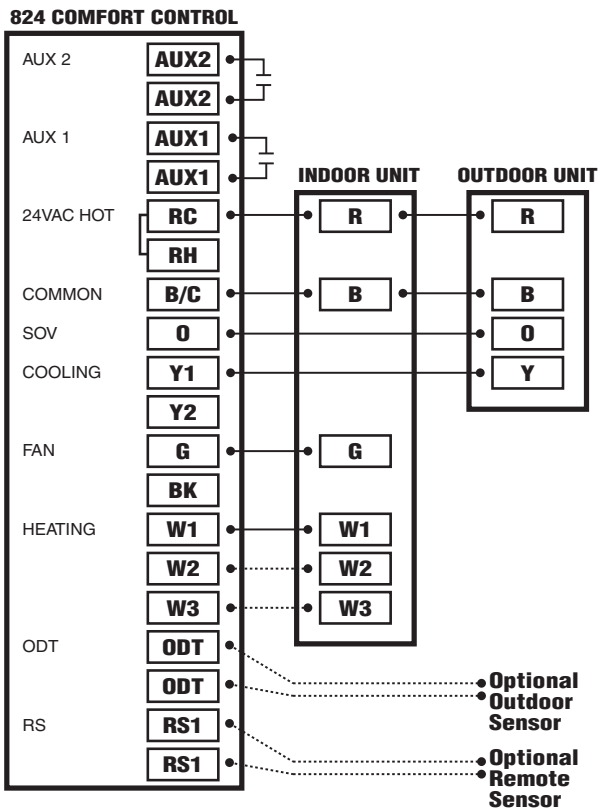 824 COMFORT CONTROL
AUX 2 AUX2
AUX2
AUX 1 AUX1
AUX1
INDOOR UNIT OUTDOOR UNIT
24VAC HOT RC R R
RH
COMMON B/C B B
SOV O O
COOLING Y1 Y
Y2
FAN G G
BK
HEATING W1 W1
W2 W2
W3 W3
ODT ODT
ODT
Optional
Outdoor
Sensor
RS RS1
RS1
Optional
Remote
Sensor